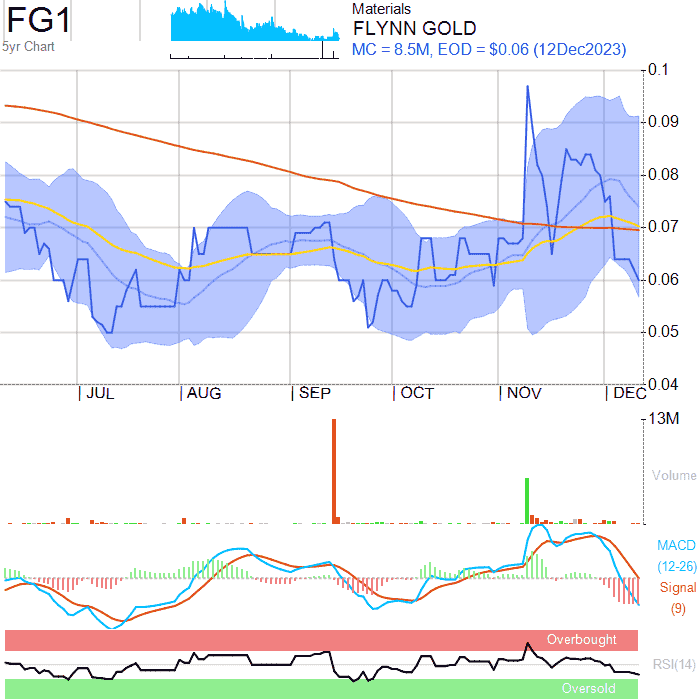 FG1
5yr Chart
Materials
FLYNN GOLD
MC = 8.5M, EOD = $0.06 (12Dec2023)
0.1
0.09
0.08
0.07
0.06
0.05
0.04
JUL AUG SEP OCT NOV DEC
13M
Volume
MACD
(12-26)
Signal
(9)
Overbought
RSI(14)
Oversold